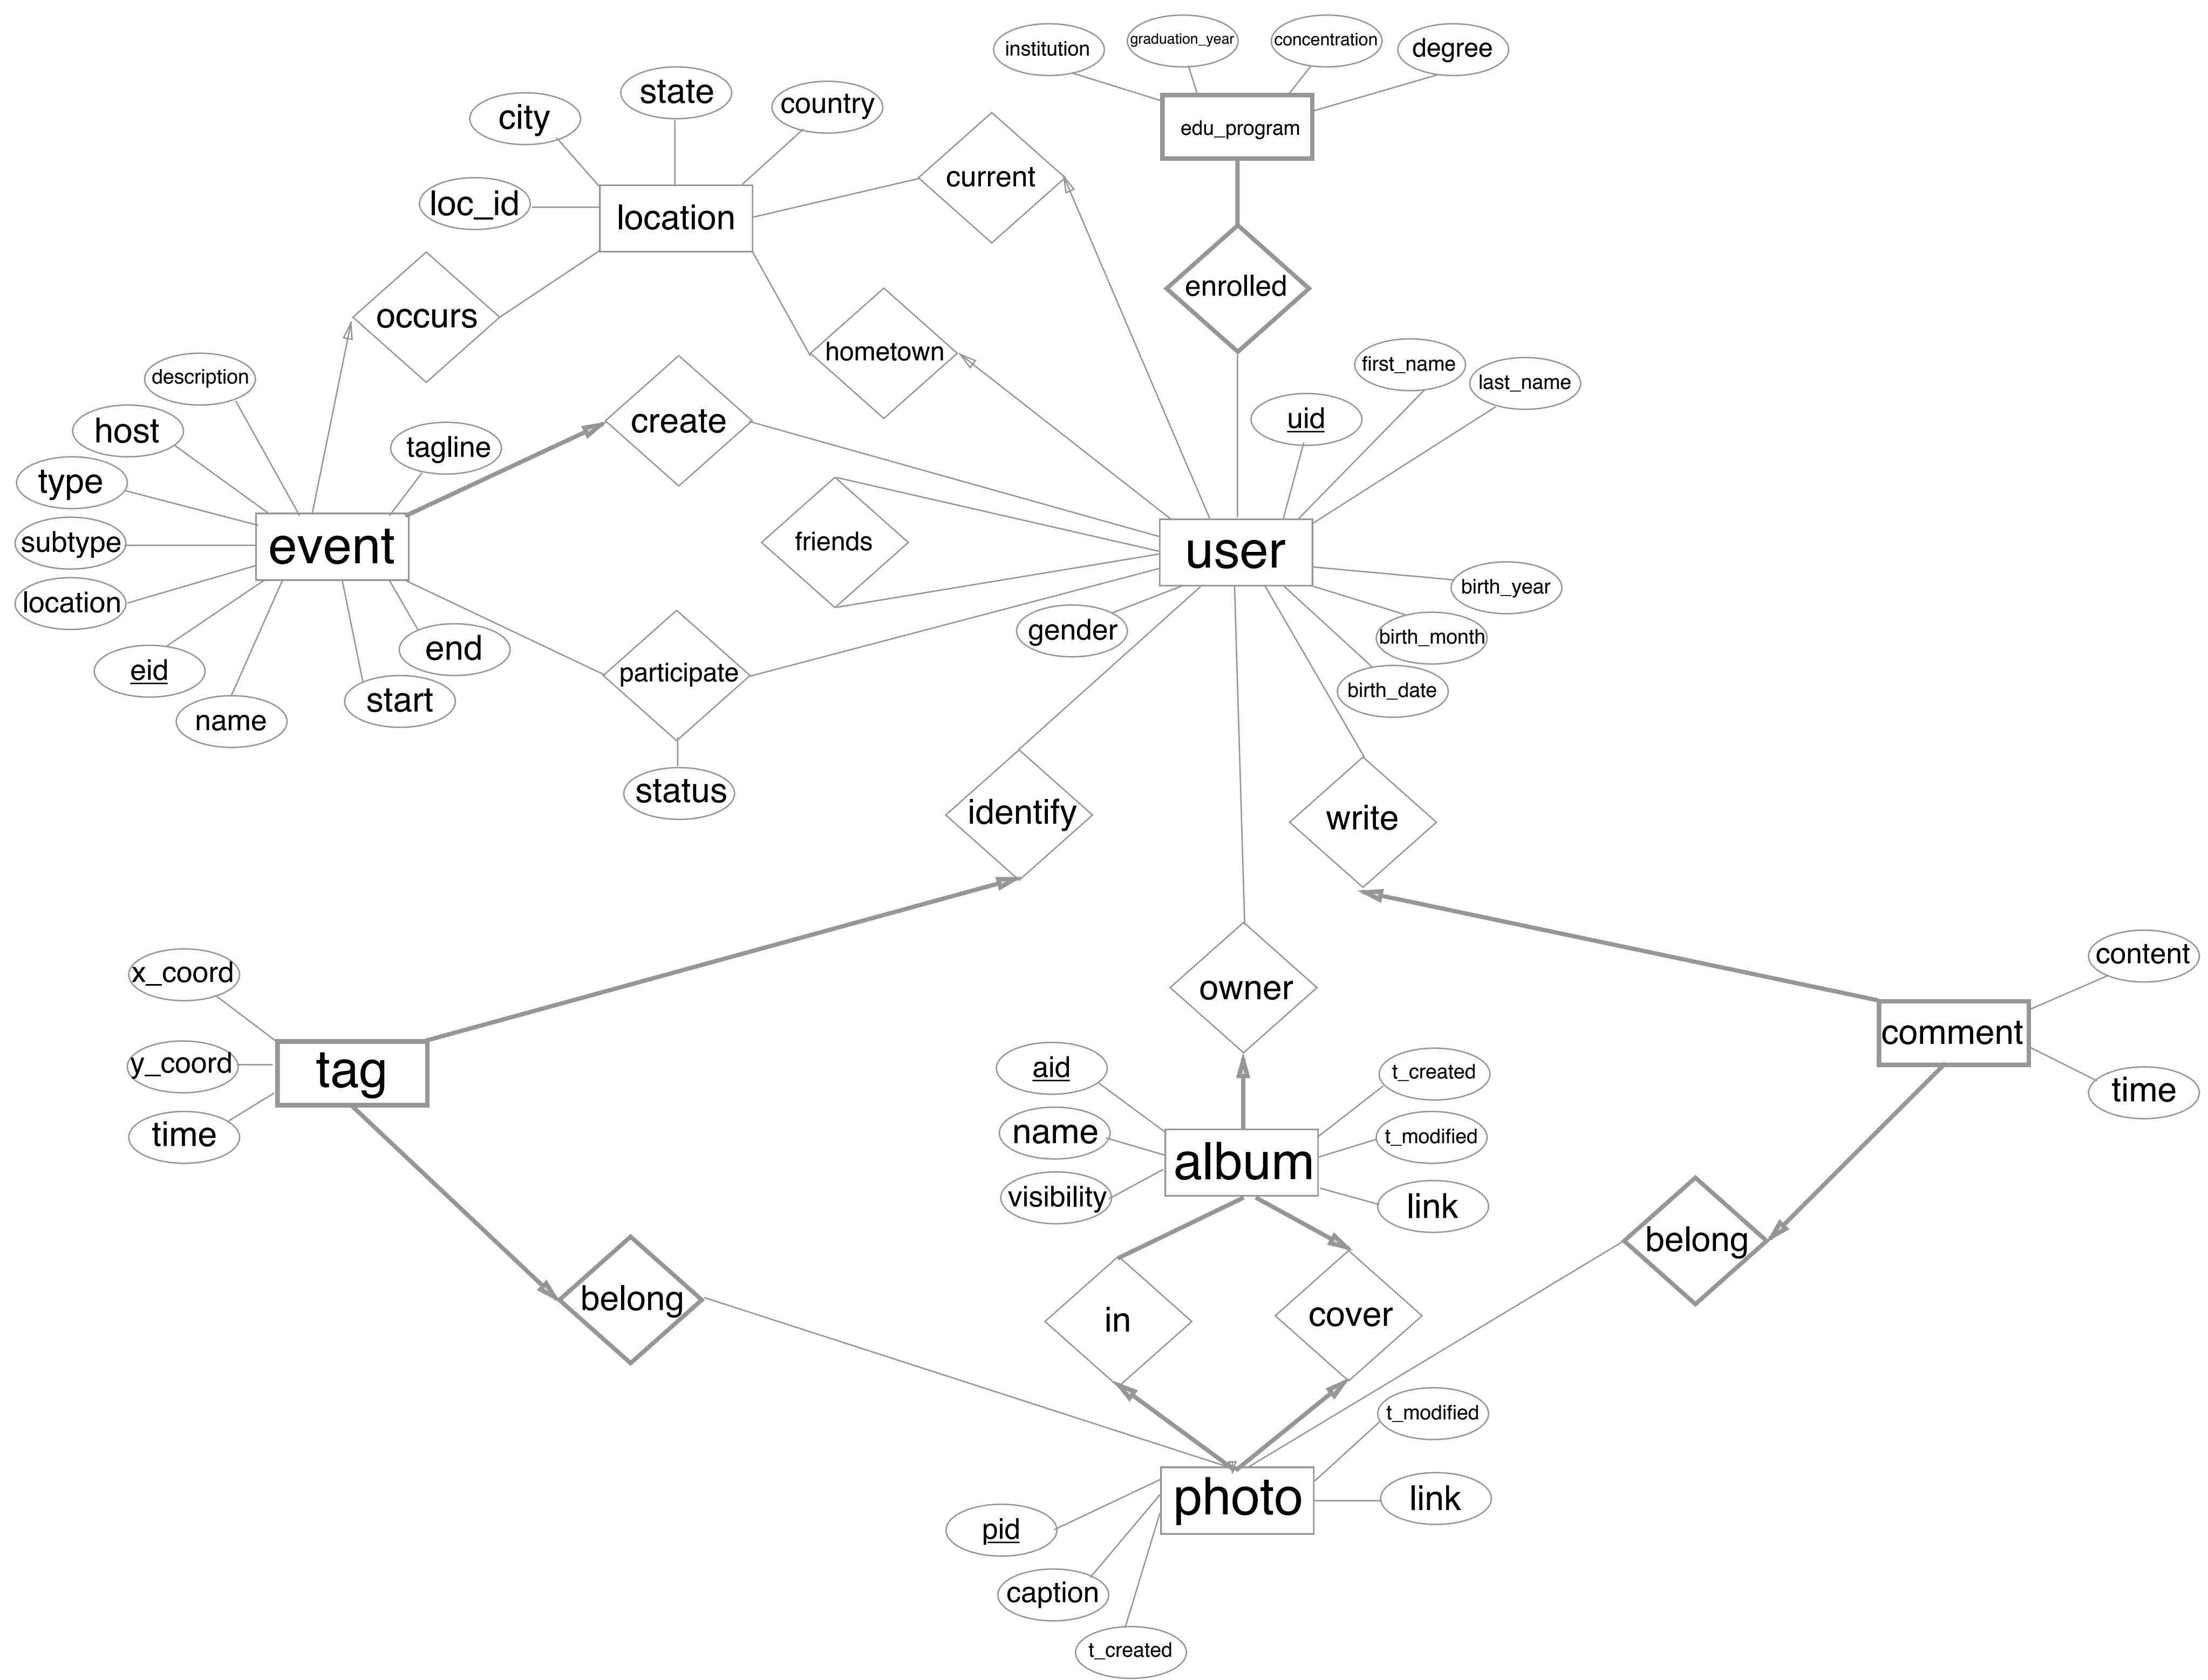 institution
graduation_year
concentration
degree
edu_program
city
state
country
loc_id
location
current
enrolled
occurs
hometown
create
description
host
type
subtype
location
eid
name
start
end
tagline
event
friends
participate
status
first_name
last_name
uid
user
gender
birth_year
birth_month
birth_date
identify
write
owner
x_coord
y_coord
time
tag
content
comment
time
aid
name
visibility
album
t_created
t_modified
link
belong
in
cover
belong
photo
t_modified
link
pid
caption
t_created